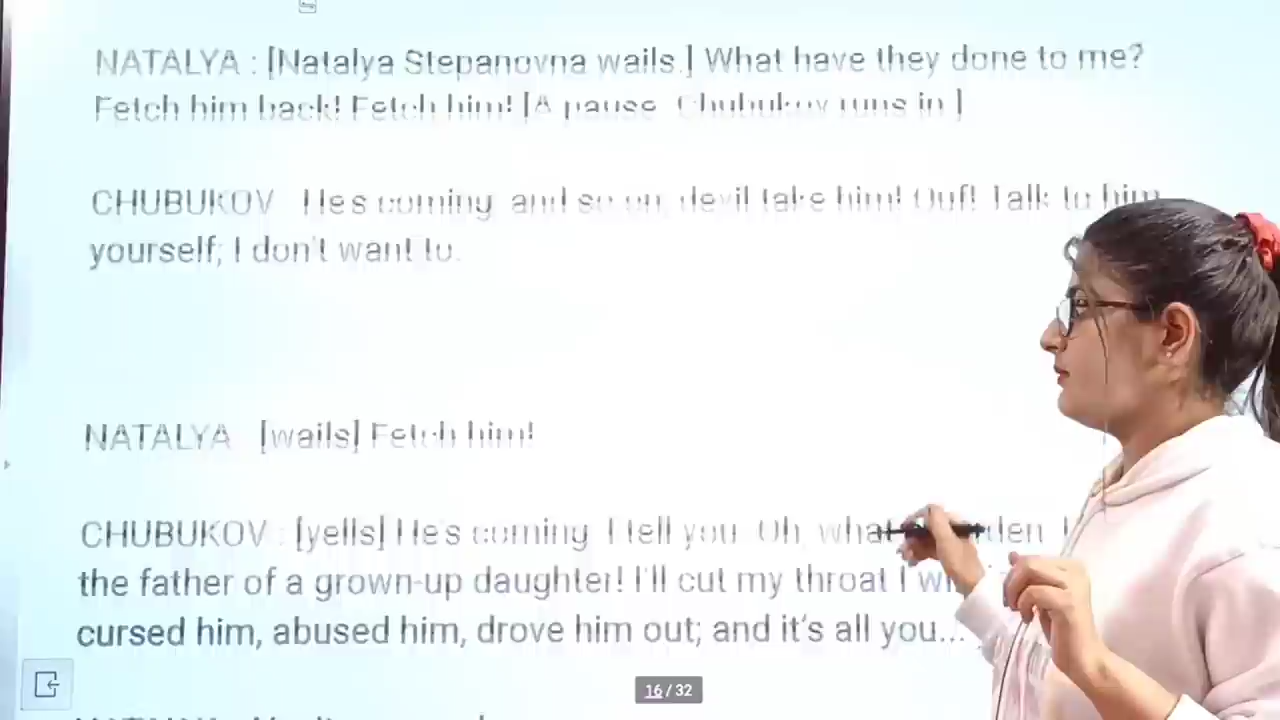 NATALYA : [Natalya Stepanovna wails.] What have they done to me?
Fetch him back! Fetch him! [A pause. Chubukov runs in.]
CHUBUKOV : He's coming, and so on, devil take him! Ouf! Talk to him
yourself; I don't want to.
NATALYA : [wails] Fetch him!
CHUBUKOV : [yells] He's coming, I tell you. Oh, what
the father of a grown-up daughter! I'll cut my throat I
cursed him, abused him, drove him out; and it's all you...
16 / 32